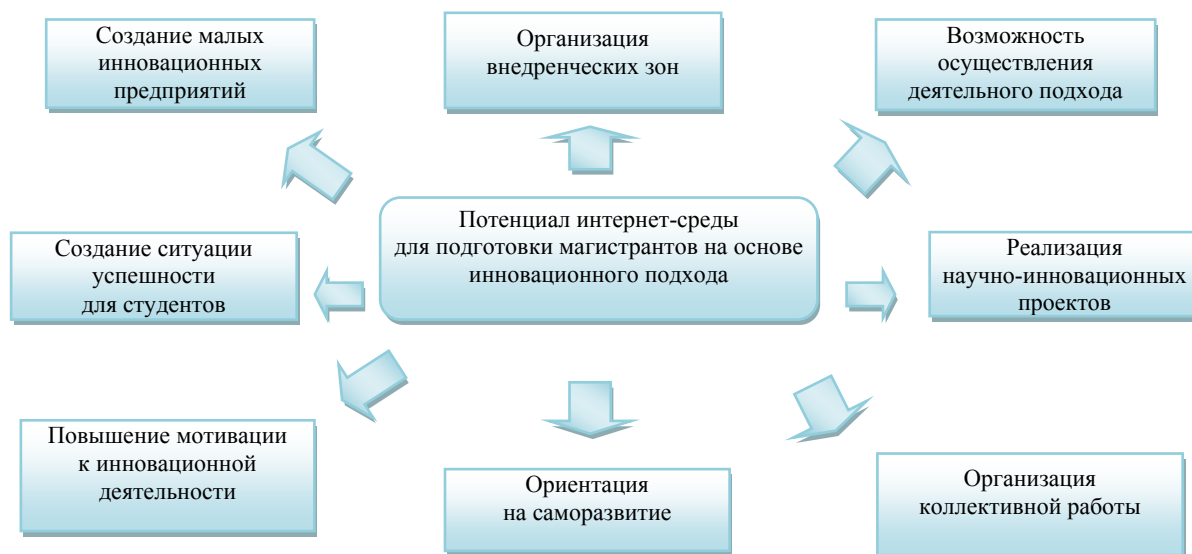 Создание малых
инновационных
предприятий
Организация
внедренческих зон
Возможность
осуществления
деятельного подхода
Потенциал интернет-среды
для подготовки магистрантов на основе
инновационного подхода
Создание ситуации
успешности
для студентов
Реализация
научно-инновационных
проектов
Повышение мотивации
к инновационной
деятельности
Ориентация
на саморазвитие
Организация
коллективной работы